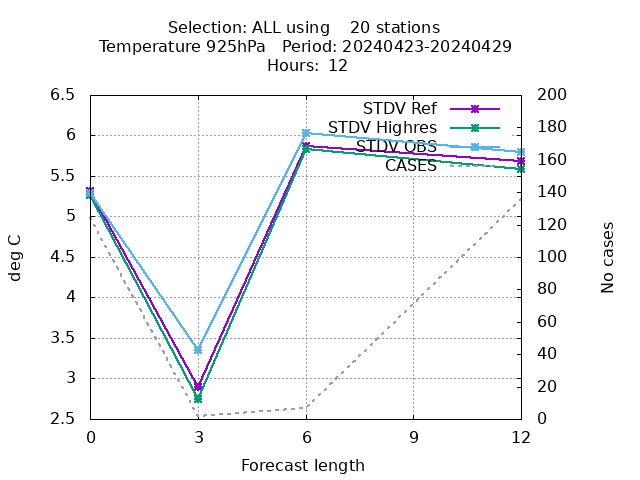 Selection: ALL using 20 stations
Temperature 925hPa Period: 20240423-20240429
Hours: 12
STDV Ref
STDV Highres
STDV OBS
CASES
6.5
6
5.5
5
4.5
4
3.5
3
2.5
200
180
160
140
120
100
80
60
40
20
0
deg C
No cases
0 3 6 9 12
Forecast length